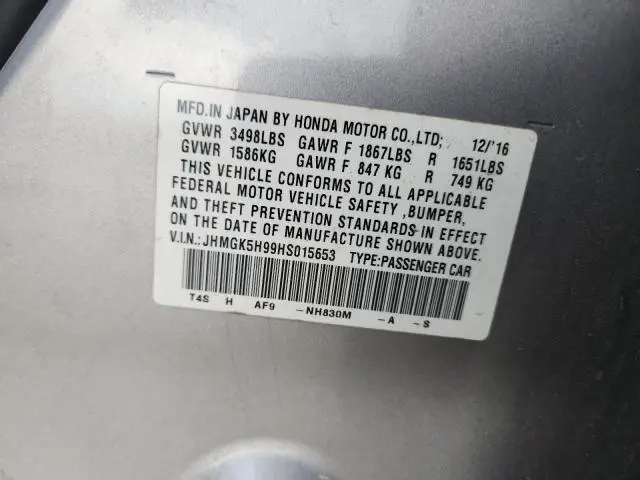 MFD.IN JAPAN BY HONDA MOTOR CO.,LTD; 12/'16
GVWR 3498LBS GAWR F 1867LBS R 1651LBS
GVWR 1586KG GAWR F 847 KG R 749 KG
THIS VEHICLE CONFORMS TO ALL APPLICABLE
FEDERAL MOTOR VEHICLE SAFETY ,BUMPER,
AND THEFT PREVENTION STANDARDS IN EFFECT
ON THE DATE OF MANUFACTURE SHOWN ABOVE.
V.I.N.: JHMGK5H99HS015653 TYPE:PASSENGER CAR
T4S H AF9 -NH830M -A -S